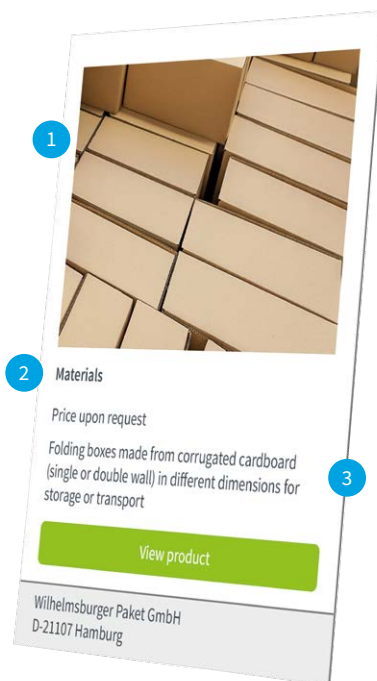 1
2
Materials
Price upon request
Folding boxes made from corrugated cardboard
(single or double wall) in different dimensions for
3
storage or transport
View product
Wilhelmsburger Paket GmbH
D-21107 Hamburg